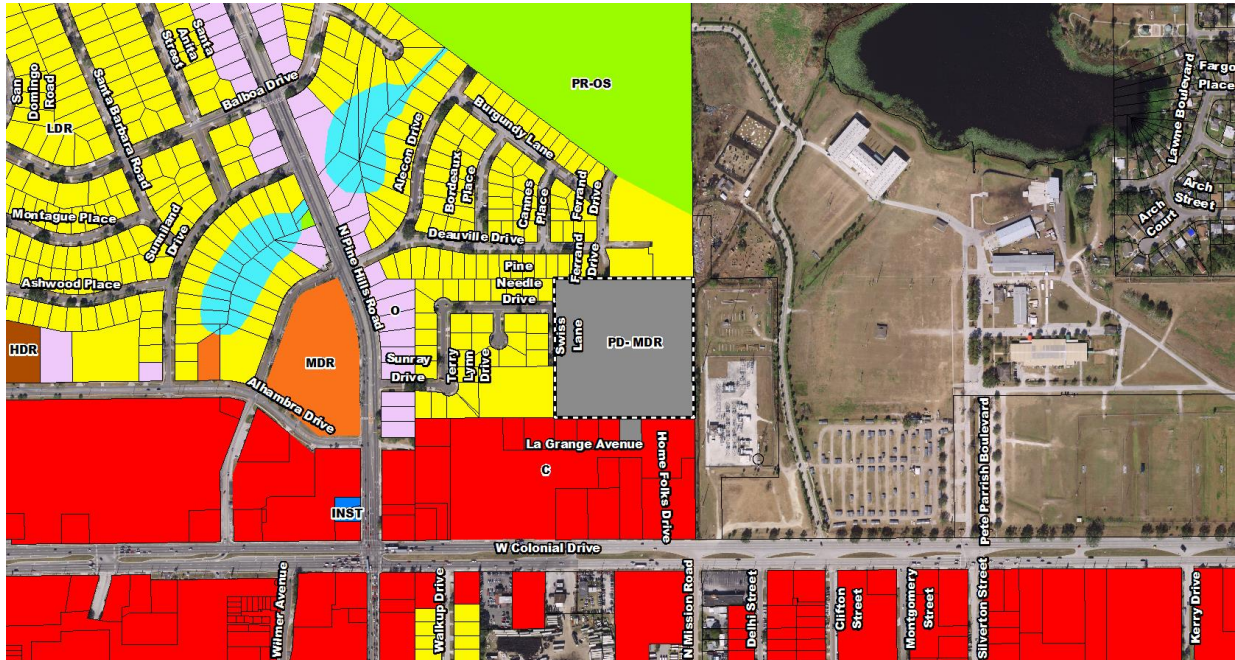 Santa
Anita
Street
Santa
San
Domingo
Road
LDR
Santa Barbara Road
Balboa Drive
Montague Place
Sunniland
Drive
Ashwood Place
HDR
N Pine Hills Road
Alecon Drive
Burgundy Lane
Bordeaux
Place
Cannes
Place
Ferrand
Drive
Deauville Drive
Ferrand
Drive
PR-OS
Pine
Needle
Drive
O
MDR
Sunray
Drive
Terry
Lynn
Drive
Swiss
Lane
PD- MDR
Alhambra Drive
La Grange Avenue
Home Folks Drive
C
INST
W Colonial Drive
Wilmer Avenue
Walkup Drive
N Mission Road
Delhi Street
Clifton
Street
Montgomery
Street
Silverton Street
Pete Parrish Boulevard
Kerry Drive
Lawne Boulevard
Fargo
Place
Arch
Street
Arch
Court